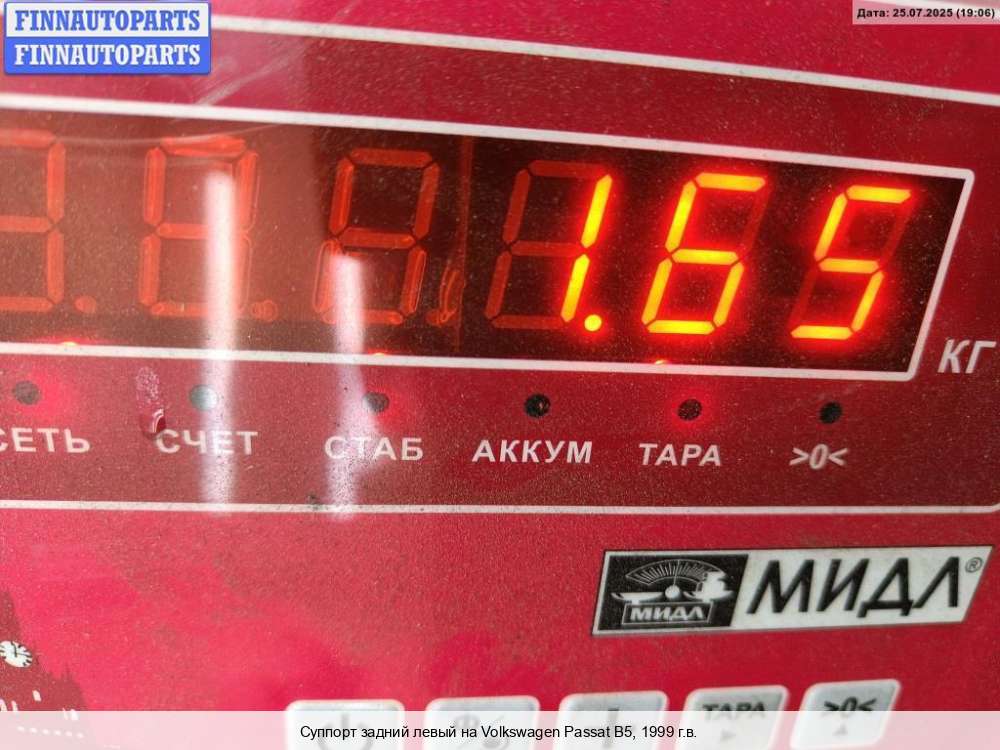 FINNAUTOPARTS
FINNAUTOPARTS
Дата: 25.07.2025 (19:06)
1.65
КГ
СЕТЬ СЧЕТ СТАБ АККУМ ТАРА >0<
МИДЛ МИДЛ®
ТАРА >0<
Суппорт задний левый на Volkswagen Passat B5, 1999 г.в.